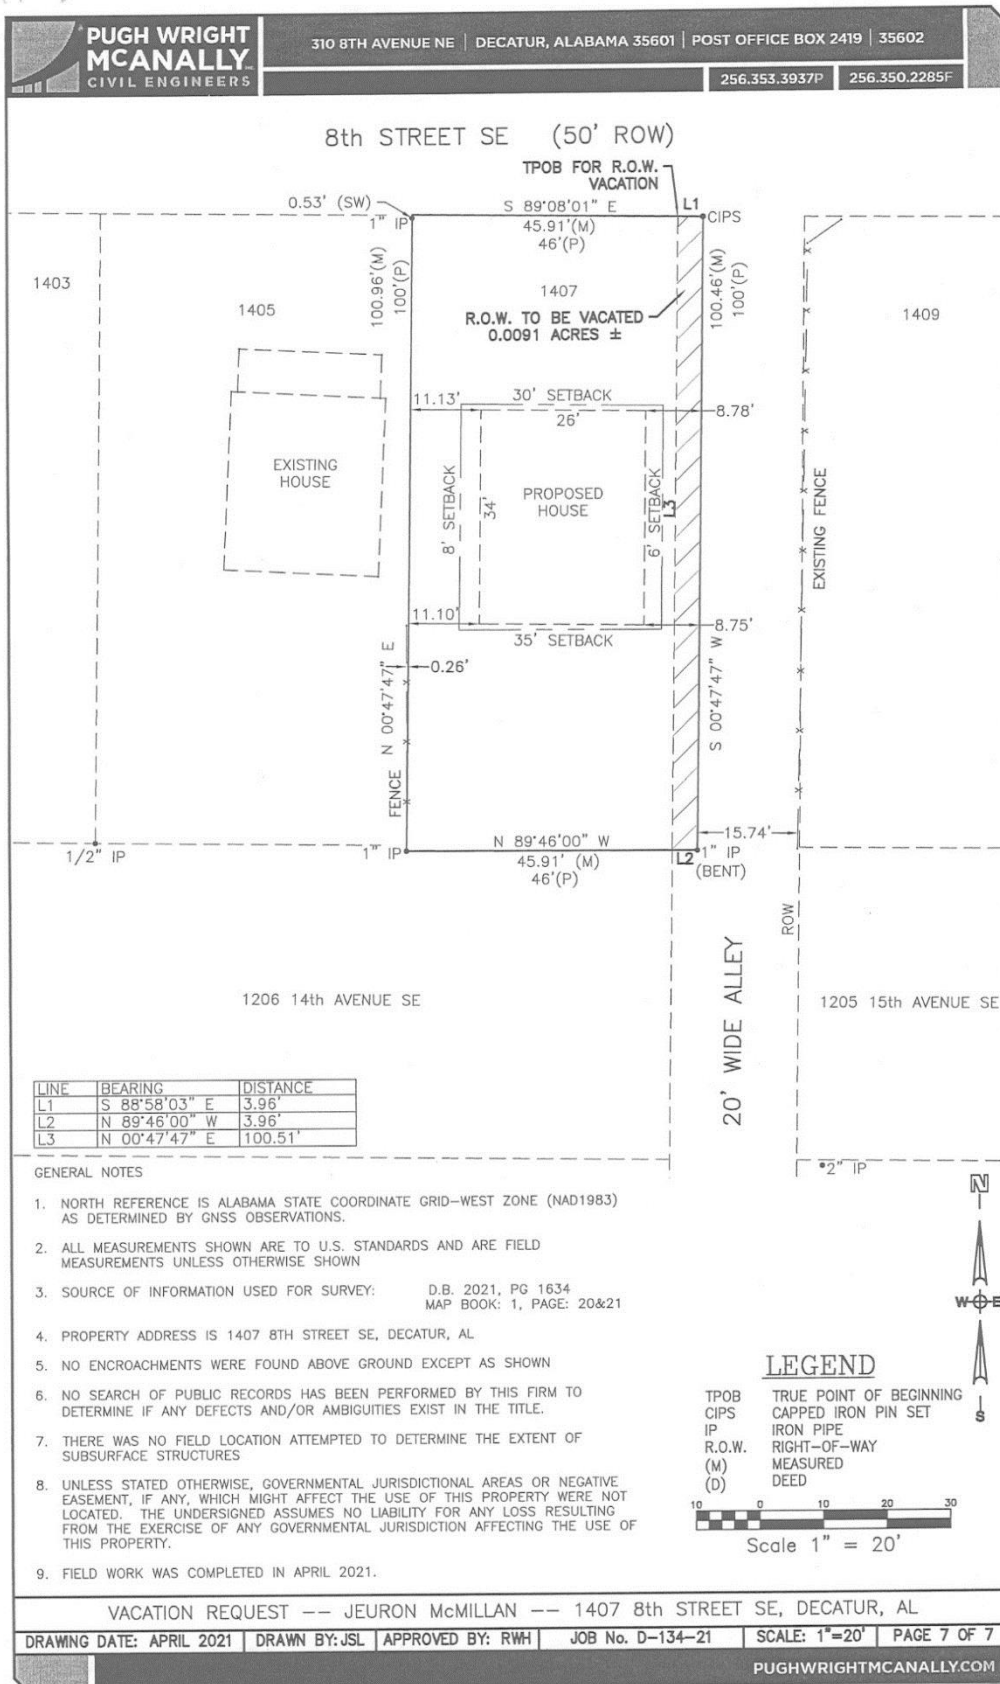 PUGH WRIGHT
MCANALLY
CIVIL ENGINEERS
310 8TH AVENUE NE | DECATUR, ALABAMA 35601 | POST OFFICE BOX 2419 | 35602
256.353.3937P
256.350.2285F
8th STREET SE (50' ROW)
TPOB FOR R.O.W.
VACATION
0.53' (SW)
1" IP
S 89°08'01" E
45.91'(M)
46'(P)
L1
CIPS
100.96'(M)
100'(P)
100.46'(M)
100'(P)
1403
1405
1407
1409
R.O.W. TO BE VACATED
0.0091 ACRES ±
11.13'
30' SETBACK
26'
8.78'
EXISTING
HOUSE
8' SETBACK
34'
PROPOSED
HOUSE
6' SETBACK
L3
EXISTING FENCE
11.10'
35' SETBACK
8.75'
0.26'
N 00°47'47" E
FENCE
S 00°47'47" W
15.74'
1/2" IP
1" IP
N 89°46'00" W
45.91' (M)
46'(P)
L2
1" IP
(BENT)
ROW
20' WIDE ALLEY
1206 14th AVENUE SE
1205 15th AVENUE SE
LINE BEARING DISTANCE
L1 S 88°58'03" E 3.96'
L2 N 89°46'00" W 3.96'
L3 N 00°47'47" E 100.51'
2" IP
GENERAL NOTES
1. NORTH REFERENCE IS ALABAMA STATE COORDINATE GRID-WEST ZONE (NAD1983)
AS DETERMINED BY GNSS OBSERVATIONS.
2. ALL MEASUREMENTS SHOWN ARE TO U.S. STANDARDS AND ARE FIELD
MEASUREMENTS UNLESS OTHERWISE SHOWN
3. SOURCE OF INFORMATION USED FOR SURVEY: D.B. 2021, PG 1634
MAP BOOK: 1, PAGE: 20&21
4. PROPERTY ADDRESS IS 1407 8TH STREET SE, DECATUR, AL
5. NO ENCROACHMENTS WERE FOUND ABOVE GROUND EXCEPT AS SHOWN
6. NO SEARCH OF PUBLIC RECORDS HAS BEEN PERFORMED BY THIS FIRM TO
DETERMINE IF ANY DEFECTS AND/OR AMBIGUITIES EXIST IN THE TITLE.
7. THERE WAS NO FIELD LOCATION ATTEMPTED TO DETERMINE THE EXTENT OF
SUBSURFACE STRUCTURES
8. UNLESS STATED OTHERWISE, GOVERNMENTAL JURISDICTIONAL AREAS OR NEGATIVE
EASEMENT, IF ANY, WHICH MIGHT AFFECT THE USE OF THIS PROPERTY WERE NOT
LOCATED. THE UNDERSIGNED ASSUMES NO LIABILITY FOR ANY LOSS RESULTING
FROM THE EXERCISE OF ANY GOVERNMENTAL JURISDICTION AFFECTING THE USE OF
THIS PROPERTY.
9. FIELD WORK WAS COMPLETED IN APRIL 2021.
N
W E
S
LEGEND
TPOB TRUE POINT OF BEGINNING
CIPS CAPPED IRON PIN SET
IP IRON PIPE
R.O.W. RIGHT-OF-WAY
(M) MEASURED
(D) DEED
10 0 10 20 30
Scale 1" = 20'
VACATION REQUEST -- JEURON McMILLAN -- 1407 8th STREET SE, DECATUR, AL
DRAWING DATE: APRIL 2021 DRAWN BY: JSL APPROVED BY: RWH JOB No. D-134-21 SCALE: 1"=20' PAGE 7 OF 7
PUGHWRIGHTMCANALLY.COM